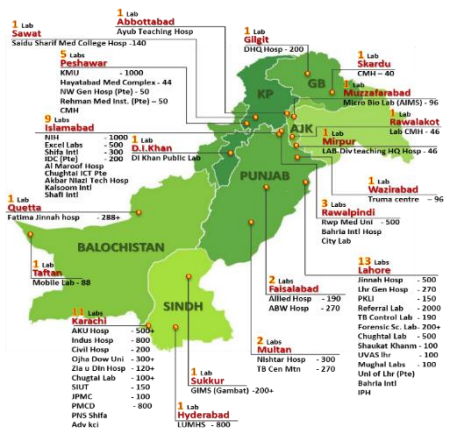 1 Lab
Sawat
Saidu Sharif Med College Hosp -140
1 Lab
Abbottabad
Ayub Teaching Hosp
1 Lab
Gilgit
DHQ Hosp - 200
1 Lab
Skardu
CMH - 40
5 Labs
Peshawar
KMU - 1000
Hayatabad Med Complex - 44
NW Gen Hosp (Pte) - 50
Rehman Med Inst. (Pte) - 50
CMH
1 Lab
Muzzafarabad
Micro Bio Lab (AIMS) - 96
1 Lab
Rawalakot
Lab CMH - 46
9 Labs
Islamabad
NIH - 1000
Excel Labs - 500
Shifa Intl - 300
IDC (Pte) - 200
Al Maroof Hosp
Chughtai ICT Pte
Akbar Niazi Tech Hosp
Kalsoom Intl
Shafi Intl
1 Lab
D.I.Khan
DI Khan Public Lab
1 Lab
Mirpur
LAB-Div teaching HQ Hosp - 46
1 Lab
Wazirabad
Truma centre - 96
KP
GB
AJK
PUNJAB
BALOCHISTAN
SINDH
1 Lab
Quetta
Fatima Jinnah hosp - 288+
3 Labs
Rawalpindi
Rwp Med Uni - 500
Bahria Intl Hosp
City Lab
1 Lab
Taftan
Mobile Lab - 88
2 Labs
Faisalabad
Allied Hosp - 190
ABW Hosp - 270
13 Labs
Lahore
Jinnah Hosp - 500
Lhr Gen Hosp - 270
PKLI - 150
Referral Lab - 2000
TB Control Lab - 190
Forensic Sc. Lab - 200+
Chughtal Lab - 500
Shaukat Khanm - 100
UVAS lhr - 100
Mughal Labs - 100
Uni of Lhr (Pte)
Bahria Intl
IPH
11 Labs
Karachi
AKU Hosp - 500+
Indus Hosp - 800
Civil Hosp - 200
Ojha Dow Uni - 300+
Zia u Din Hosp - 120+
Chugtal Lab - 100+
SIUT - 150
JPMC - 100
PMCD - 800
PNS Shifa
Adv kci
2 Labs
Multan
Nishtar Hosp - 300
TB Cen Mtn - 270
1 Lab
Sukkur
GIMS (Gambat) -200+
1 Lab
Hyderabad
LUMHS - 800